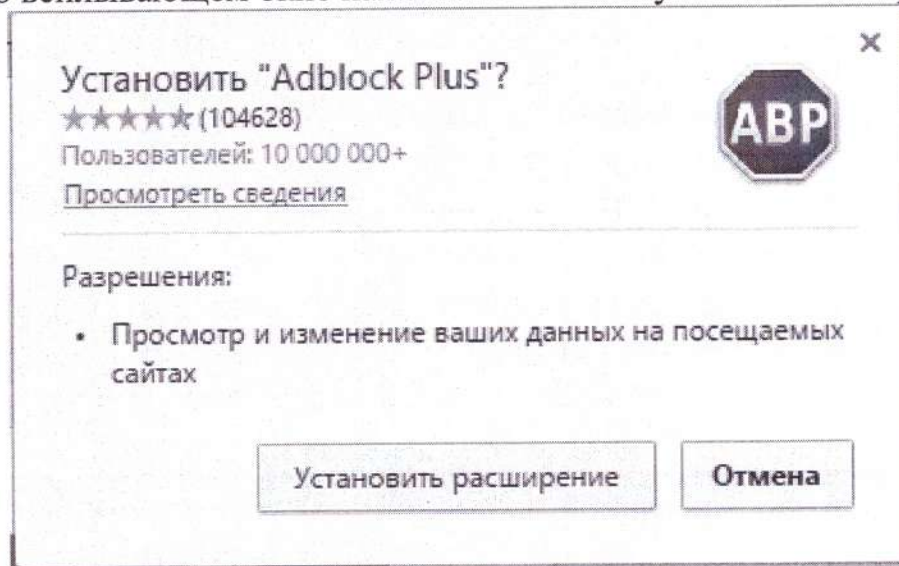 всплывающем
Установить "Adblock Plus"?
(104628)
Пользователей: 10 000 000+
Просмотреть сведения
ABP
Разрешения:
• Просмотр и изменение ваших данных на посещаемых
сайтах
Установить расширение
Отмена